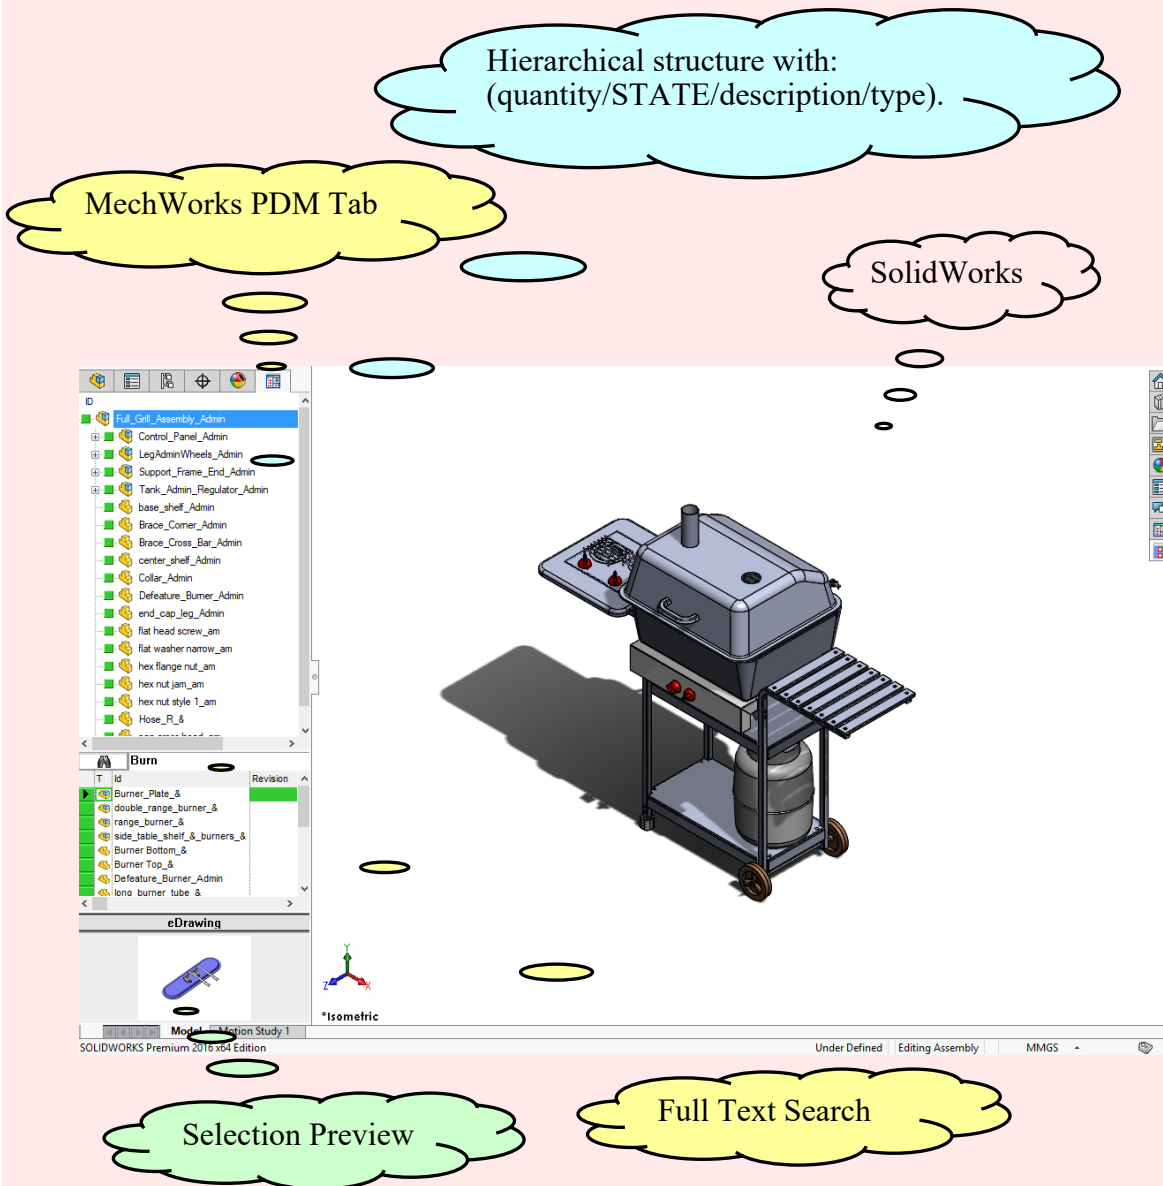 Hierarchical structure with:
(quantity/STATE/description/type).
MechWorks PDM Tab
SolidWorks
ID
Full_Grill_Assembly_Admin
Control_Panel_Admin
LegAdminWheels_Admin
Support_Frame_End_Admin
Tank_Admin_Regulator_Admin
base_shelf_Admin
Brace_Corner_Admin
Brace_Cross_Bar_Admin
center_shelf_Admin
Collar_Admin
Defeature_Burner_Admin
end_cap_leg_Admin
flat head screw_am
flat washer narrow_am
hex flange nut_am
hex nut jam_am
hex nut style 1_am
Hose_R_&
Burn
T Id Revision
Burner_Plate_&
double_range_burner_&
range_burner_&
side_table_shelf_&_burners_&
Burner Bottom_&
Burner Top_&
Defeature_Burner_Admin
long burner tube &
eDrawing
Y
Z X
*Isometric
Model Motion Study 1
SOLIDWORKS Premium 2016 x64 Edition Under Defined Editing Assembly MMGS
Full Text Search
Selection Preview